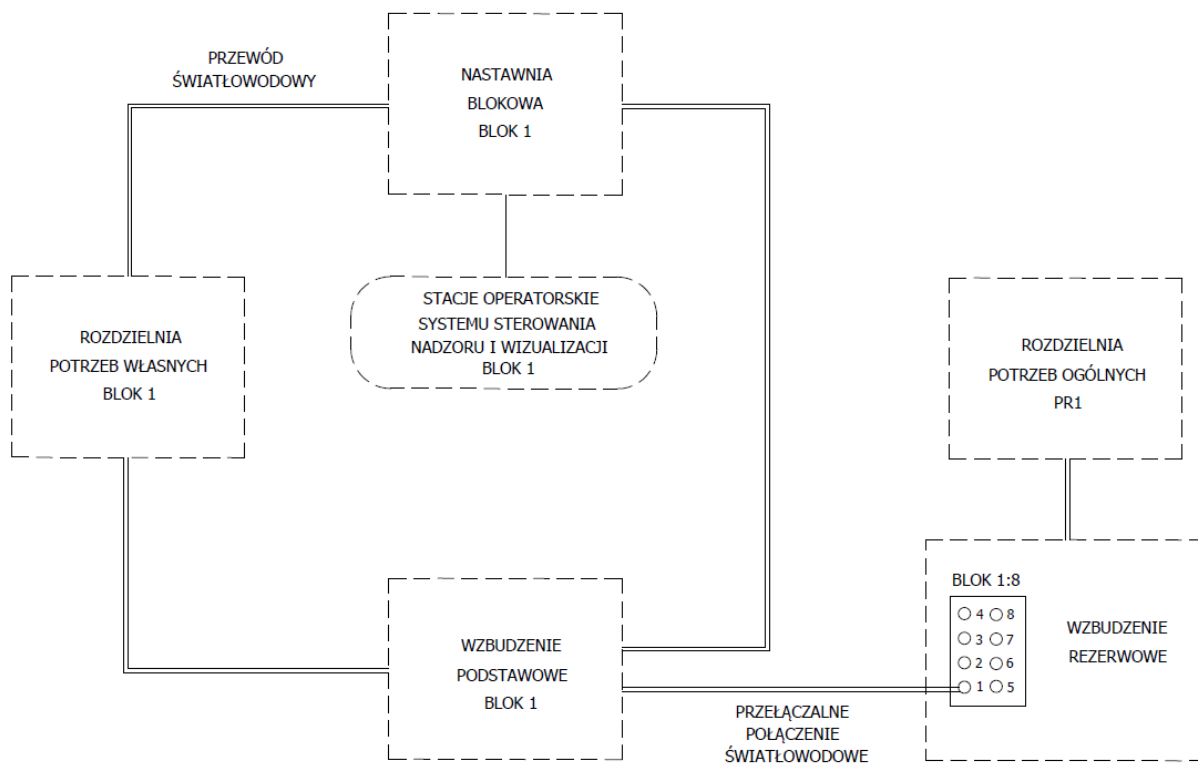 PRZEWÓD
ŚWIATŁOWODOWY
NASTAWNIA
BLOKOWA
BLOK 1
ROZDZIELNIA
POTRZEB WŁASNYCH
BLOK 1
STACJE OPERATORSKIE
SYSTEMU STEROWANIA
NADZORU I WIZUALIZACJI
BLOK 1
ROZDZIELNIA
POTRZEB OGÓLNYCH
PR1
WZBUDZENIE
PODSTAWOWE
BLOK 1
PRZEŁĄCZALNE
POŁĄCZENIE
ŚWIATŁOWODOWE
BLOK 1:8
4 8
3 7
2 6
1 5
WZBUDZENIE
REZERWOWE